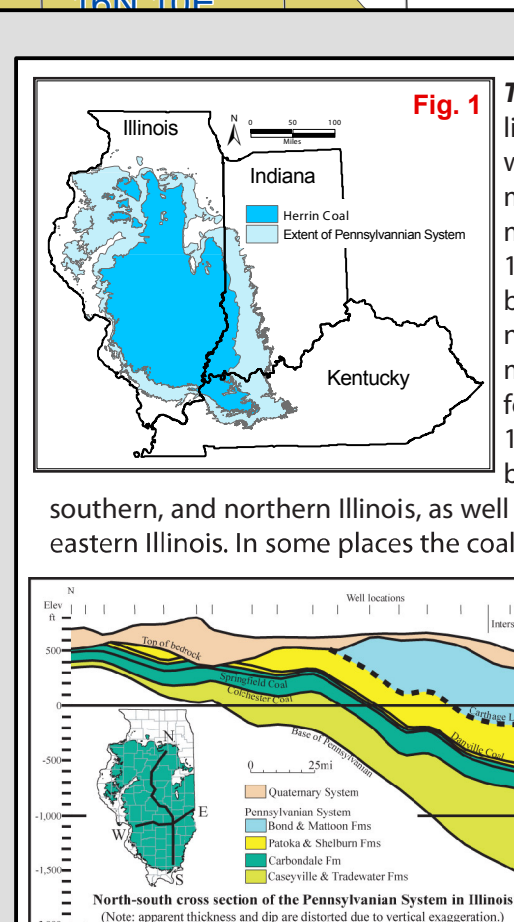 16N 10E
Fig. 1
Illinois
N
0 50 100
Miles
Indiana
Herrin Coal
Extent of Pennsylvannian System
Kentucky
southern, and northern Illinois, as well
eastern Illinois. In some places the coal
N
Elev
ft
Well locations
Inters
500
0
-500
-1,000
-1,500
Top of bedrock
Springfield Coal
Colchester Coal
Base of Pennsylvanian
Carthage L
Danville Coal
N
W
E
S
0 25mi
Quaternary System
Pennsylvanian System
Bond & Mattoon Fms
Patoka & Shelburn Fms
Carbondale Fm
Caseyville & Tradewater Fms
North-south cross section of the Pennsylvanian System in Illinois
(Note: apparent thickness and dip are distorted due to vertical exaggeration.)